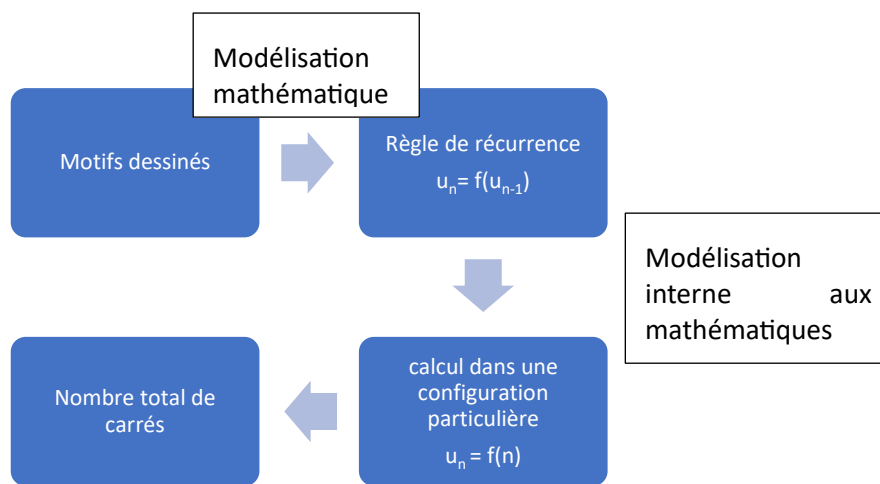 Modélisation
mathématique
Motifs dessinés
Règle de récurrence
uₙ= f(uₙ₋₁)
Modélisation
interne aux
mathématiques
calcul dans une
configuration
particulière
uₙ = f(n)
Nombre total de
carrés